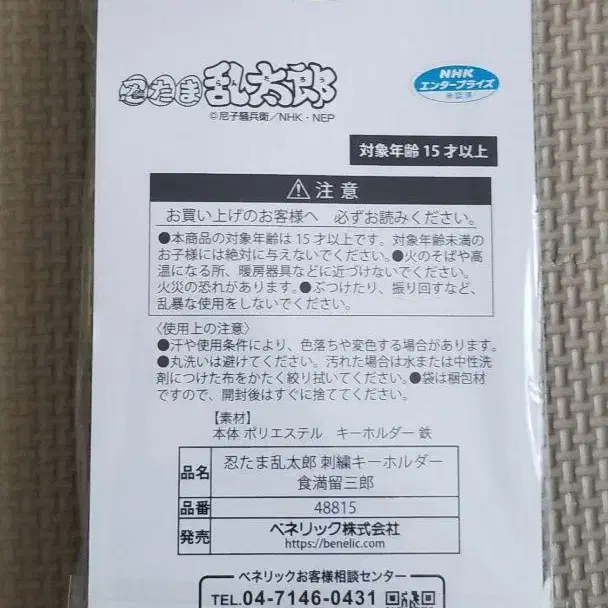 忍たま乱太郎
©尼子騒兵衛/NHK・NEP
NHK
エンタープライズ
承認済
対象年齢15才以上
⚠注意
お買い上げのお客様へ 必ずお読みください。
●本商品の対象年齢は15才以上です。対象年齢未満の
お子様には絶対に与えないでください。●火のそばや高
温になる所、暖房器具などに近づけないでください。
火災の恐れがあります。●ぶつけたり、振り回すなど、
乱暴な使用をしないでください。
〈使用上の注意〉
●汗や使用条件により、色落ちや変色する場合があります。
●丸洗いは避けてください。汚れた場合は水または中性洗
剤につけた布をかたく絞り拭いてください。●袋は梱包材
ですので、開封後はすぐに捨ててください。
【素材】
本体 ポリエステル キーホルダー 鉄
品名 忍たま乱太郎 刺繍キーホルダー
食満留三郎
品番 48815
発売 ベネリック株式会社
https://benelic.com/
ベネリックお客様相談センター
TEL.04-7146-0431